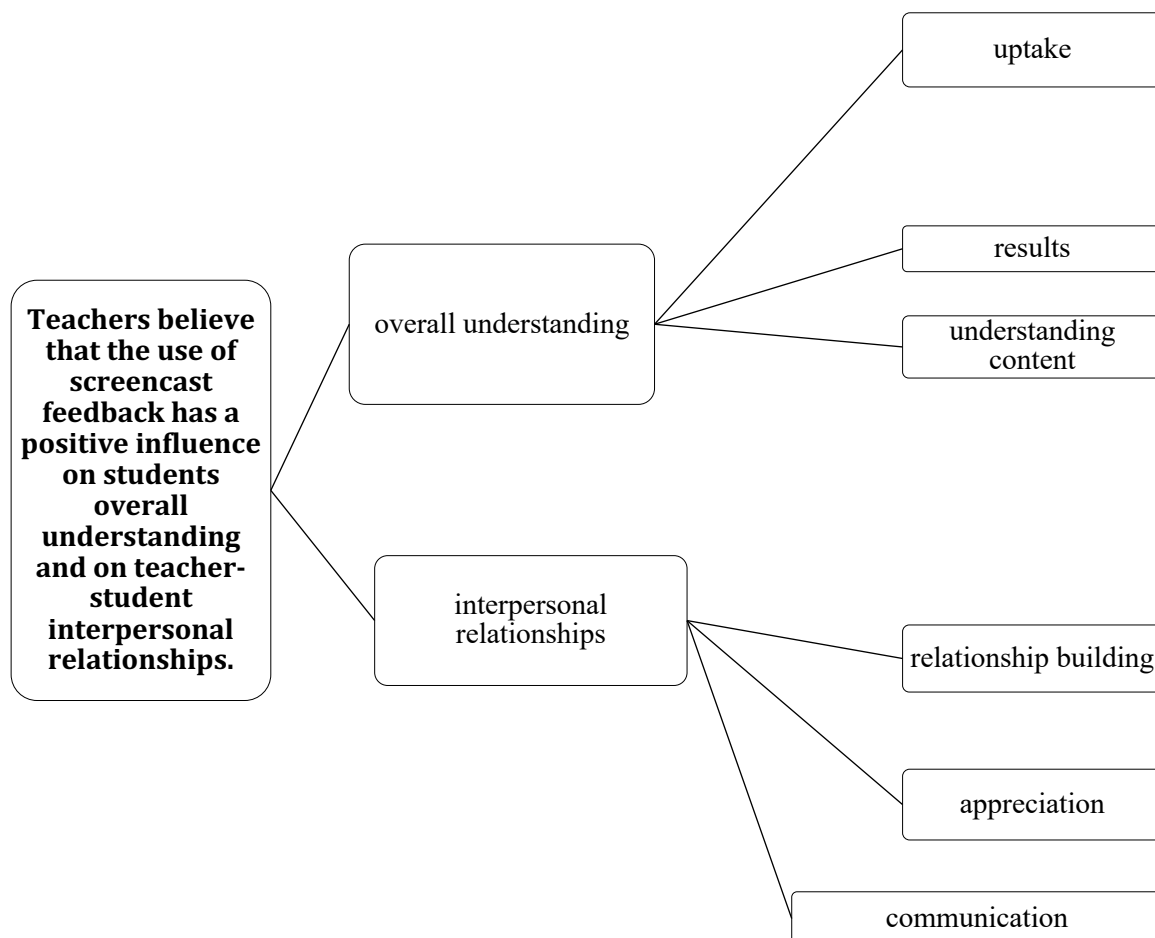 Teachers believe
that the use of
screencast
feedback has a
positive influence
on students
overall
understanding
and on teacher-
student
interpersonal
relationships.
overall understanding
uptake
results
understanding
content
interpersonal
relationships
relationship building
appreciation
communication